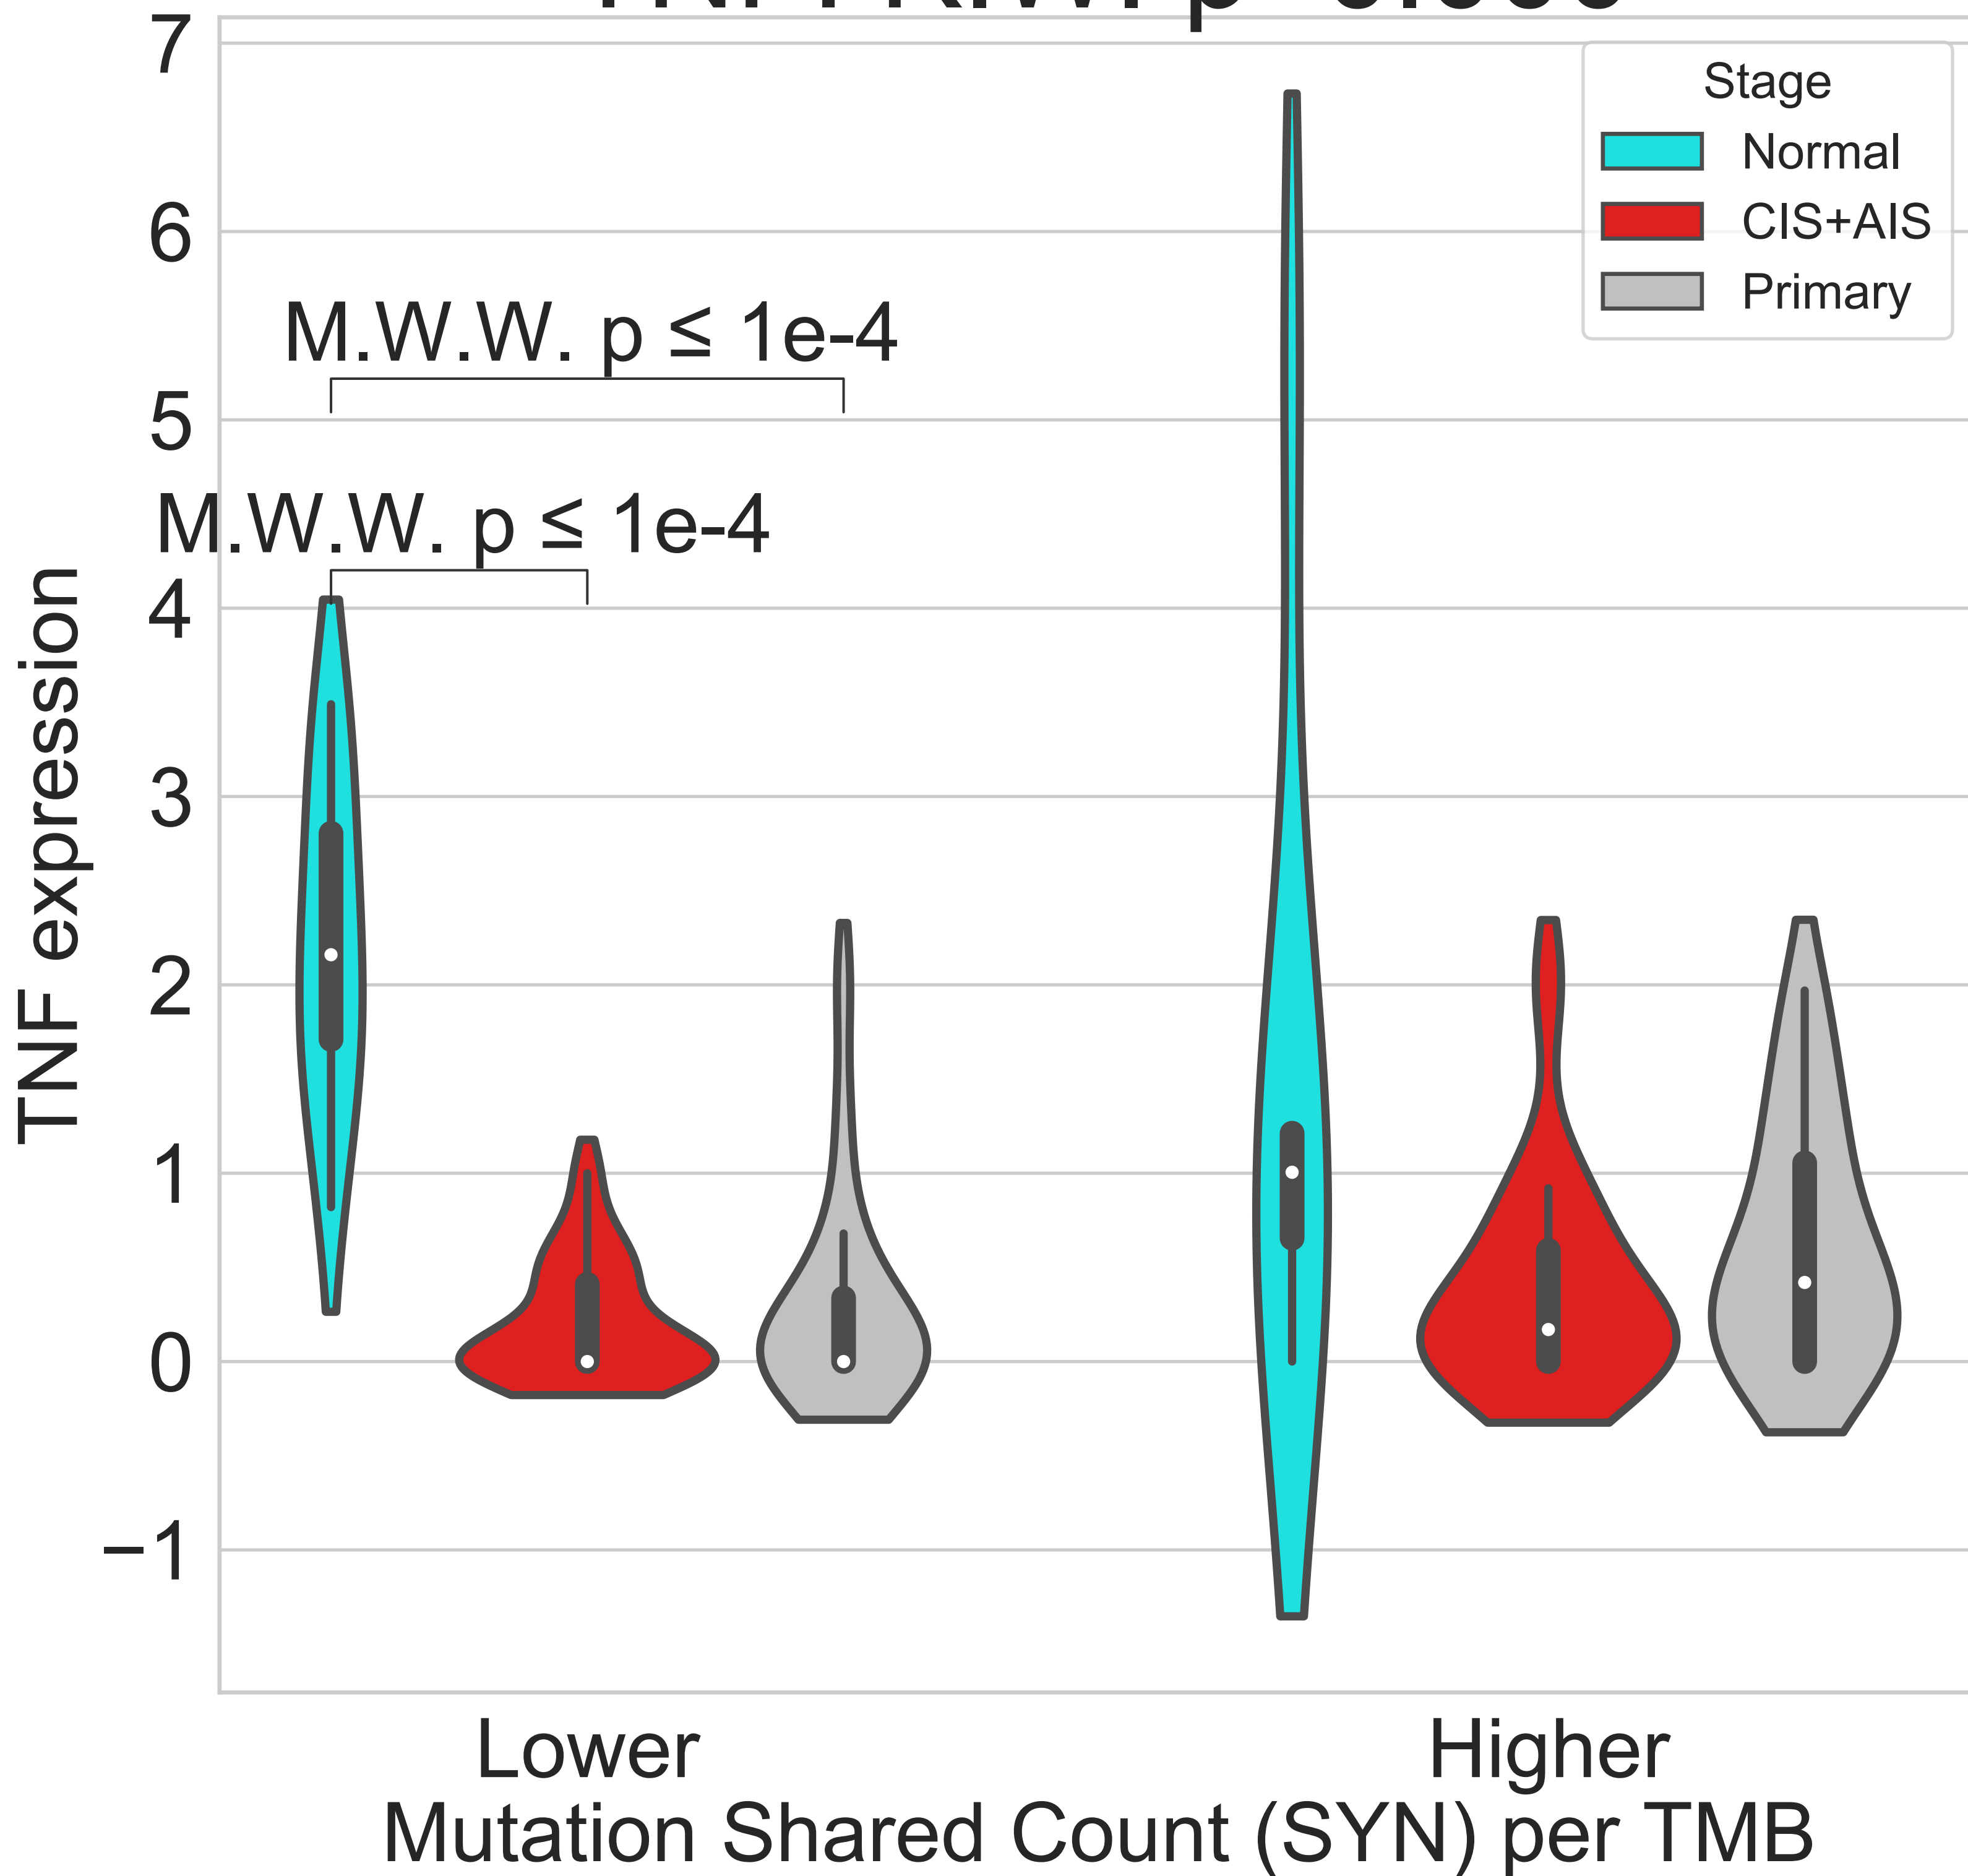 7
6
5
4
3
2
1
0
−1
TNF expression
Stage
Normal
CIS+AIS
Primary
M.W.W. p ≤ 1e-4
M.W.W. p ≤ 1e-4
Lower
Higher
Mutation Shared Count (SYN) per TMB